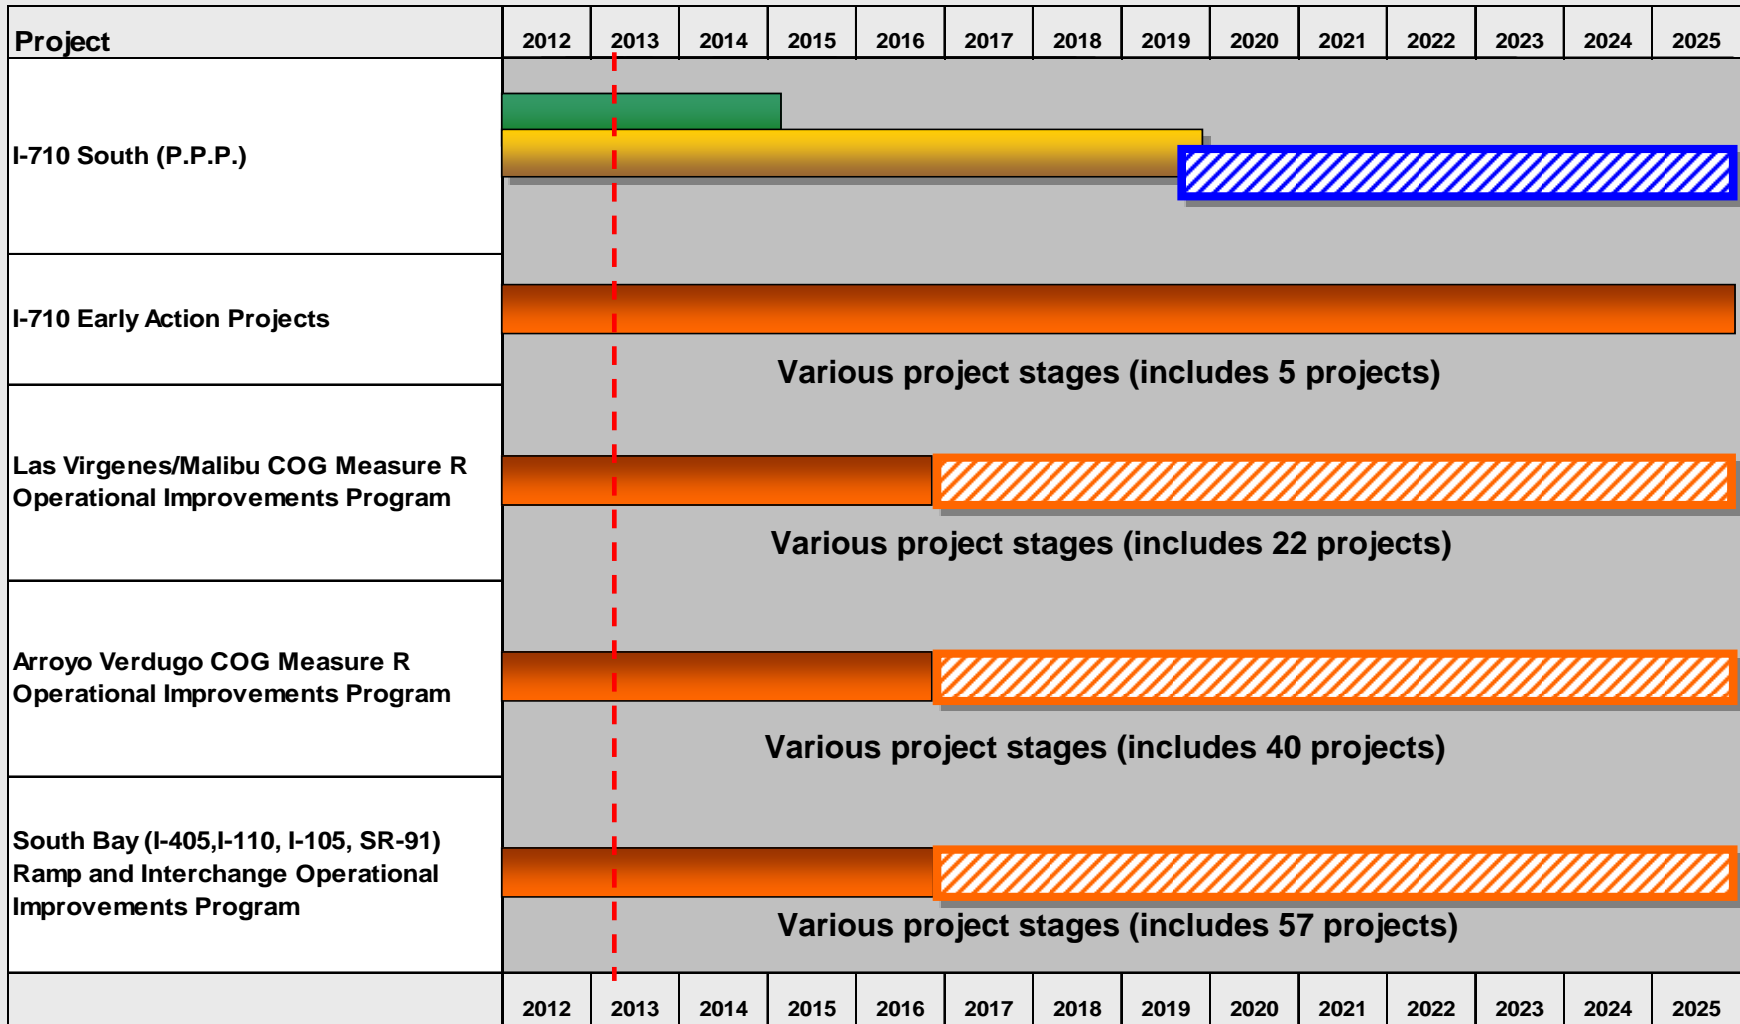 Project 2012 2013 2014 2015 2016 2017 2018 2019 2020 2021 2022 2023 2024 2025
I-710 South (P.P.P.)
I-710 Early Action Projects
Various project stages (includes 5 projects)
Las Virgenes/Malibu COG Measure R
Operational Improvements Program
Various project stages (includes 22 projects)
Arroyo Verdugo COG Measure R
Operational Improvements Program
Various project stages (includes 40 projects)
South Bay (I-405,I-110, I-105, SR-91)
Ramp and Interchange Operational
Improvements Program
Various project stages (includes 57 projects)
2012 2013 2014 2015 2016 2017 2018 2019 2020 2021 2022 2023 2024 2025